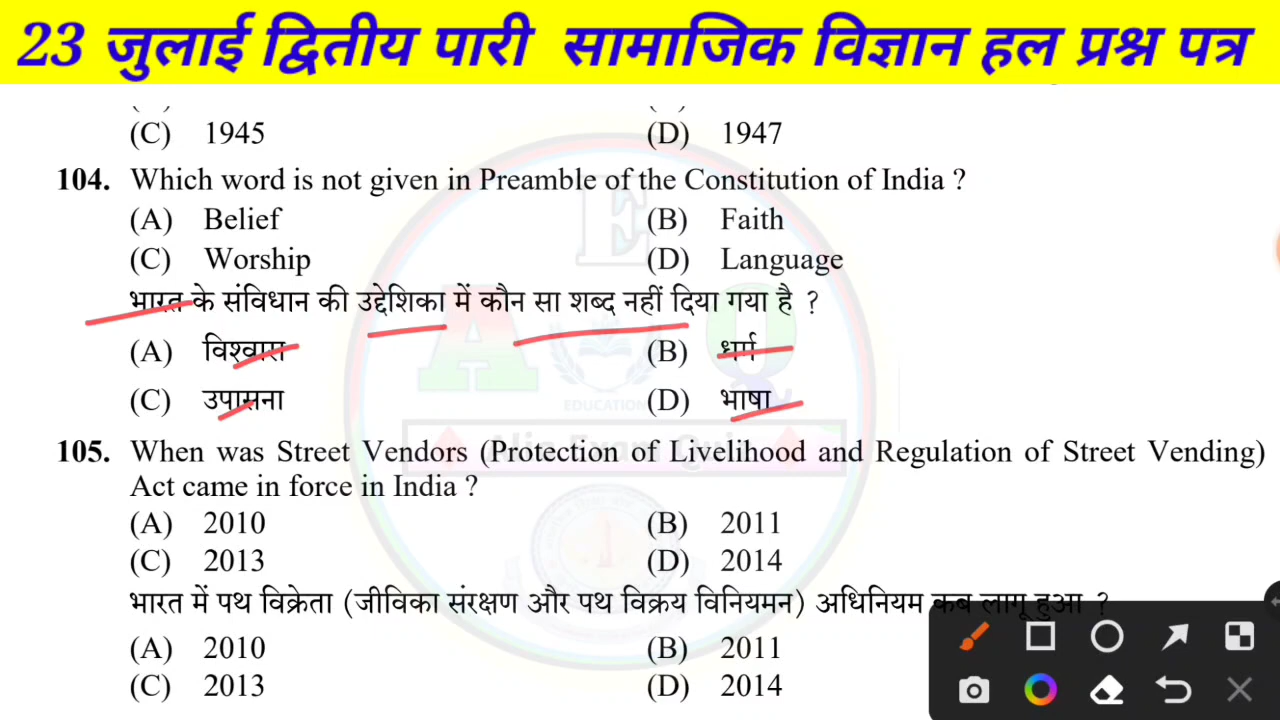 23 जुलाई द्वितीय पारी सामाजिक विज्ञान हल प्रश्न पत्र
(C) 1945 (D) 1947
104. Which word is not given in Preamble of the Constitution of India ?
(A) Belief (B) Faith
(C) Worship (D) Language
भारत के संविधान की उद्देशिका में कौन सा शब्द नहीं दिया गया है ?
(A) विश्वास (B) धर्म
(C) उपासना (D) भाषा
EDUCATION
105. When was Street Vendors (Protection of Livelihood and Regulation of Street Vending)
Act came in force in India ?
(A) 2010 (B) 2011
(C) 2013 (D) 2014
भारत में पथ विक्रेता (जीविका संरक्षण और पथ विक्रय विनियमन) अधिनियम कब लागू हुआ ?
(A) 2010 (B) 2011
(C) 2013 (D) 2014